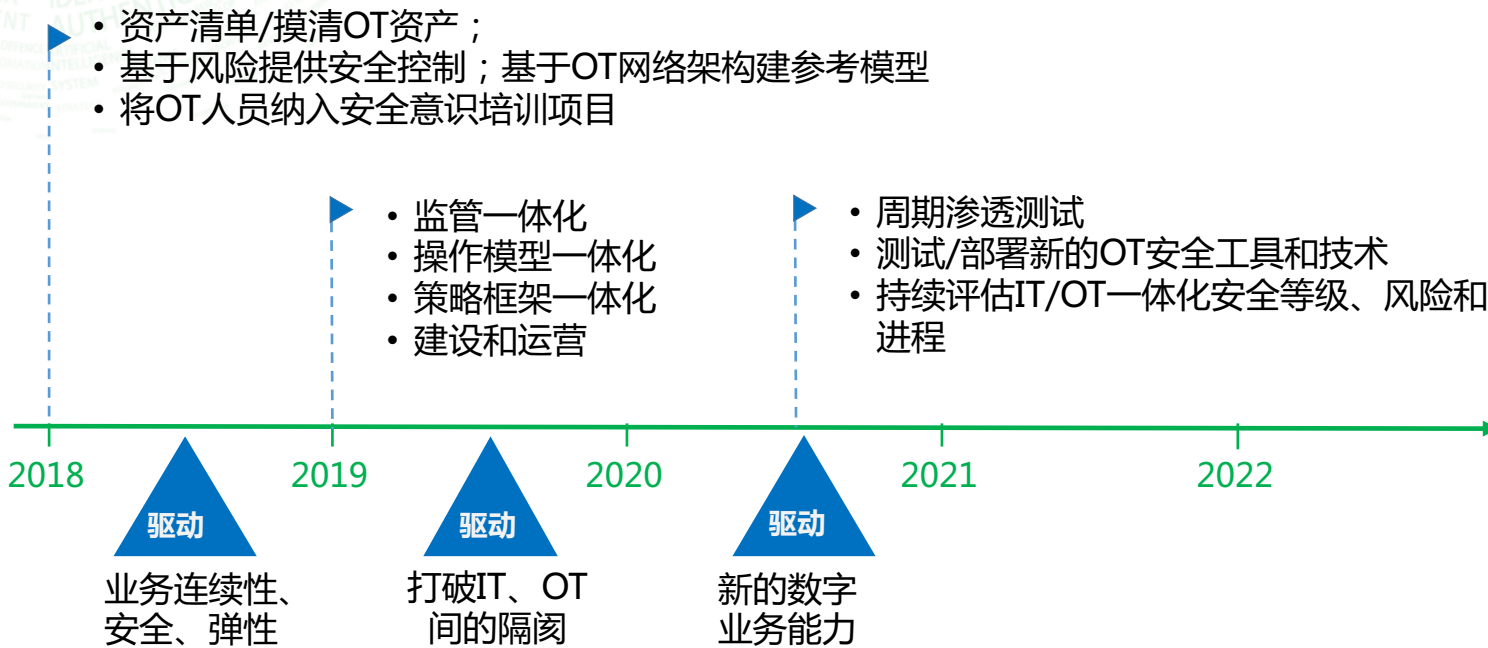 • 资产清单/摸清OT资产；
• 基于风险提供安全控制；基于OT网络架构建参考模型
• 将OT人员纳入安全意识培训项目
• 监管一体化
• 操作模型一体化
• 策略框架一体化
• 建设和运营
• 周期渗透测试
• 测试/部署新的OT安全工具和技术
• 持续评估IT/OT一体化安全等级、风险和
进程
2018
2019
2020
2021
2022
驱动
驱动
驱动
业务连续性、
安全、弹性
打破IT、OT
间的隔阂
新的数字
业务能力